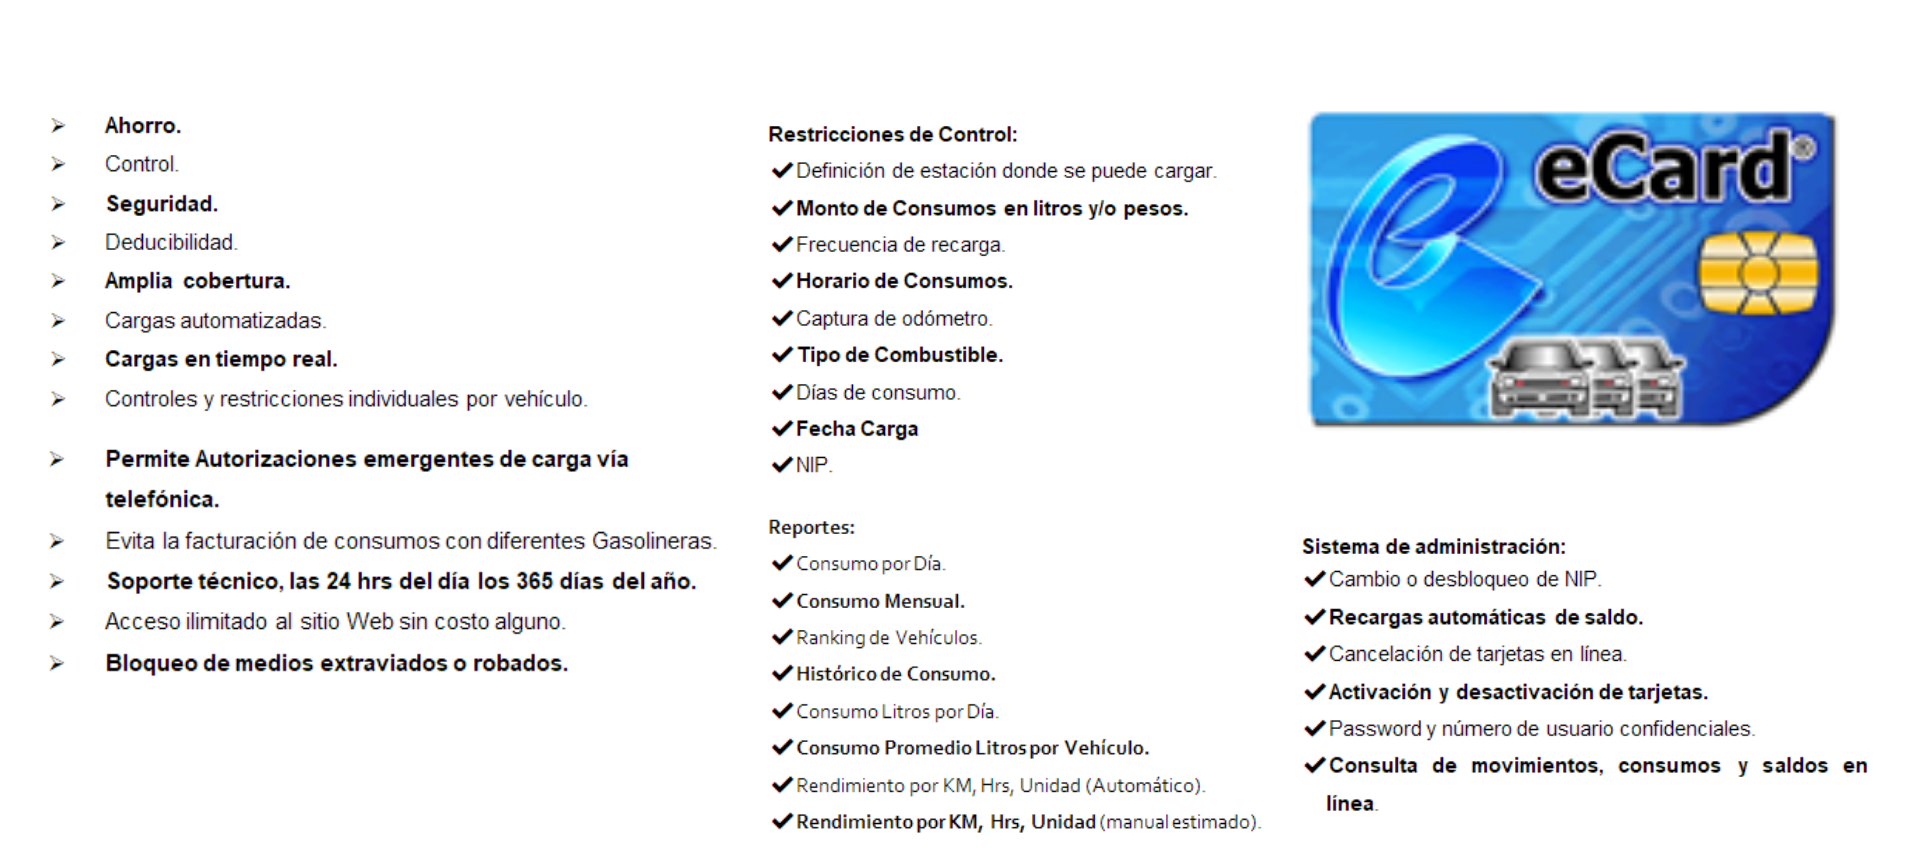 Ahorro.
Control.
Seguridad.
Deducibilidad.
Amplia cobertura.
Cargas automatizadas.
Cargas en tiempo real.
Controles y restricciones individuales por vehículo.
Permite Autorizaciones emergentes de carga vía
telefónica.
Evita la facturación de consumos con diferentes Gasolineras.
Soporte técnico, las 24 hrs del día los 365 días del año.
Acceso ilimitado al sitio Web sin costo alguno.
Bloqueo de medios extraviados o robados.
Restricciones de Control:
Definición de estación donde se puede cargar.
Monto de Consumos en litros y/o pesos.
Frecuencia de recarga.
Horario de Consumos.
Captura de odómetro.
Tipo de Combustible.
Días de consumo.
Fecha Carga
NIP.
Reportes:
Consumo por Día.
Consumo Mensual.
Ranking de Vehículos.
Histórico de Consumo.
Consumo Litros por Día.
Consumo Promedio Litros por Vehículo.
Rendimiento por KM, Hrs, Unidad (Automático).
Rendimiento por KM, Hrs, Unidad (manual estimado).
eCard®
Sistema de administración:
Cambio o desbloqueo de NIP.
Recargas automáticas de saldo.
Cancelación de tarjetas en línea.
Activación y desactivación de tarjetas.
Password y número de usuario confidenciales.
Consulta de movimientos, consumos y saldos en
línea.